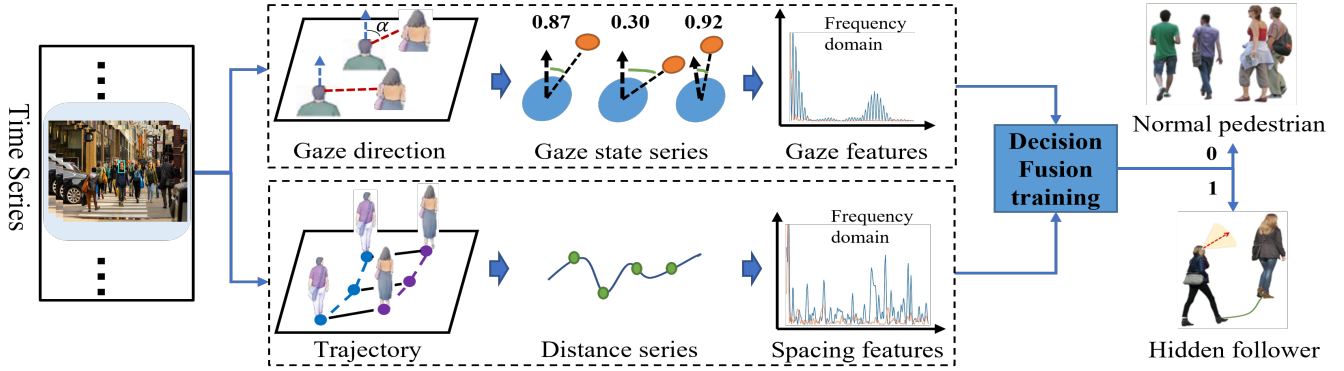 Time Series
α
Gaze direction
0.87 0.30 0.92
Gaze state series
Frequency
domain
Gaze features
Trajectory
Distance series
Frequency
domain
Spacing features
Decision
Fusion
training
0
1
Normal pedestrian
Hidden follower